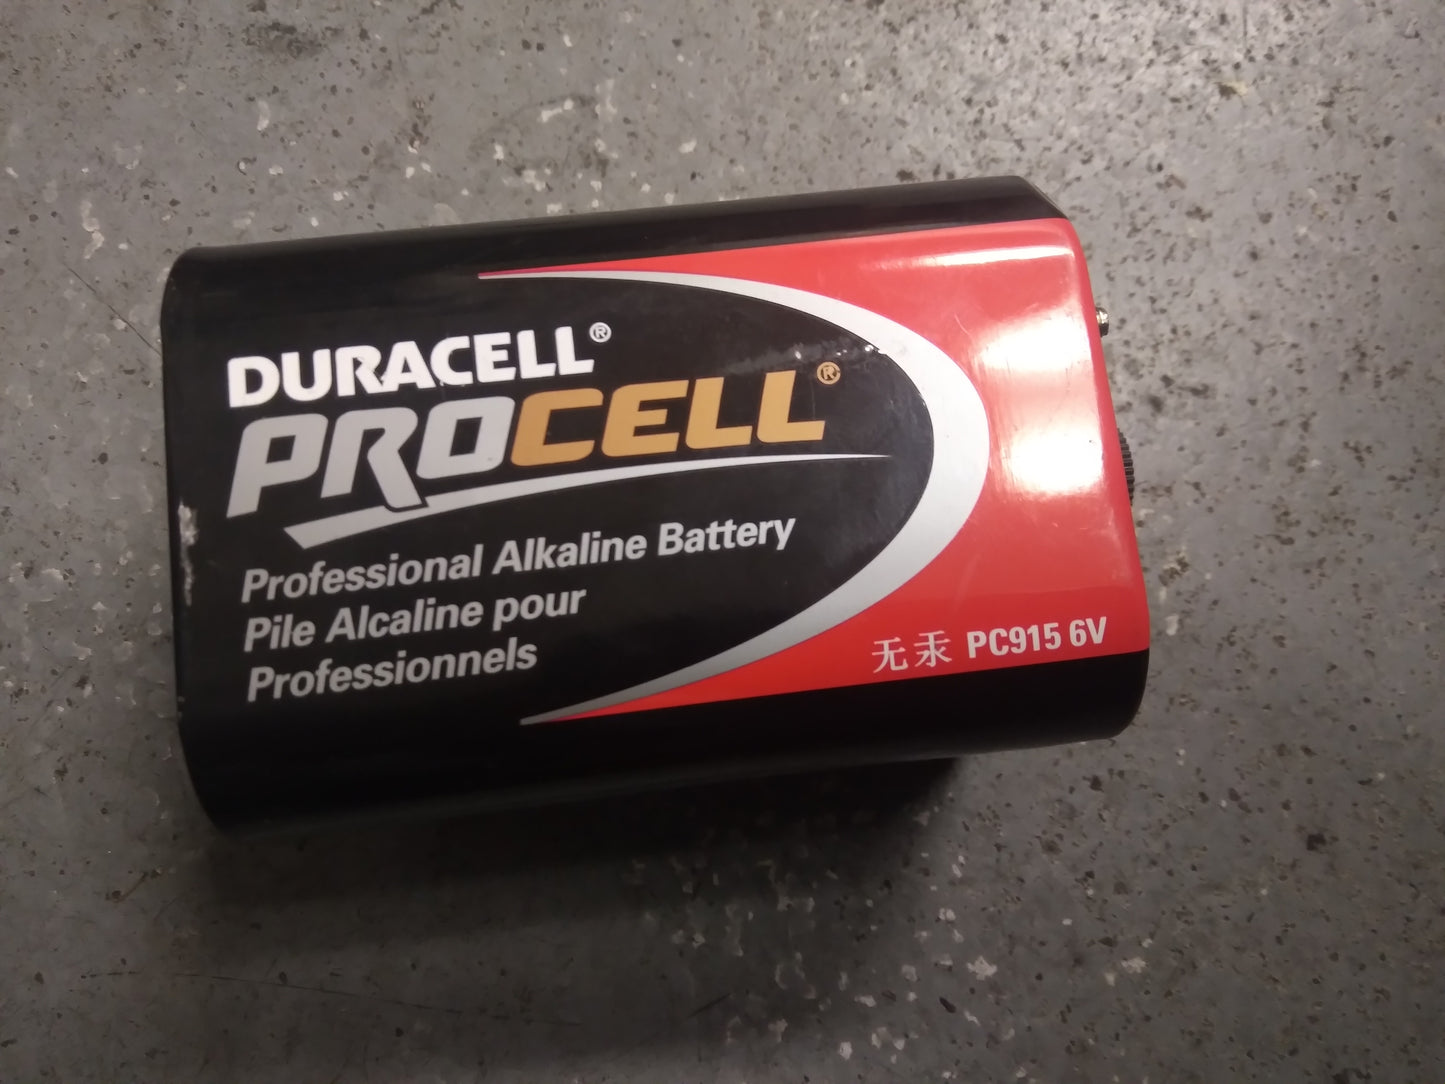 DURACELL®
PROCELL®
Professional Alkaline Battery
Pile Alcaline pour
Professionnels
无汞 PC915 6V